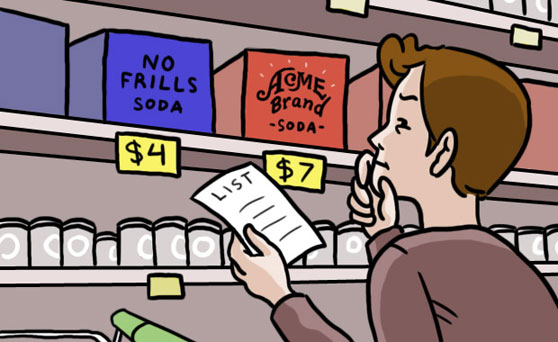 NO
FRILLS
SODA
ACME
Brand
-SODA-
$4
$7
LIST